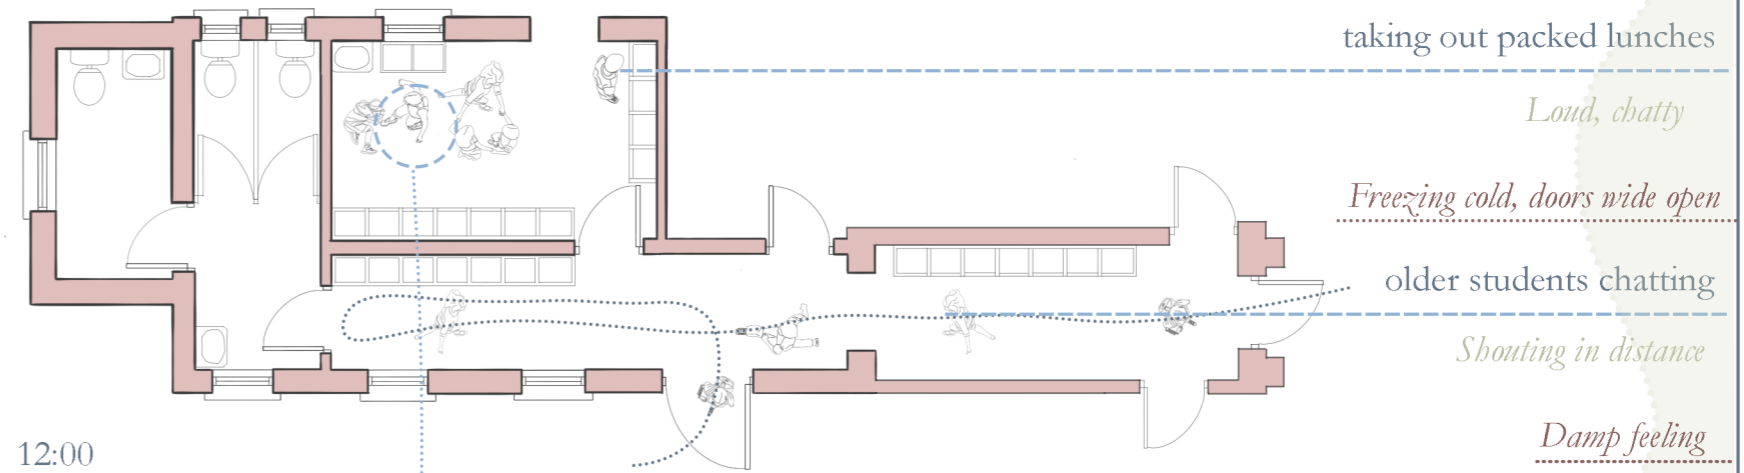 taking out packed lunches
Loud, chatty
Freezing cold, doors wide open
older students chatting
Shouting in distance
Damp feeling
12:00